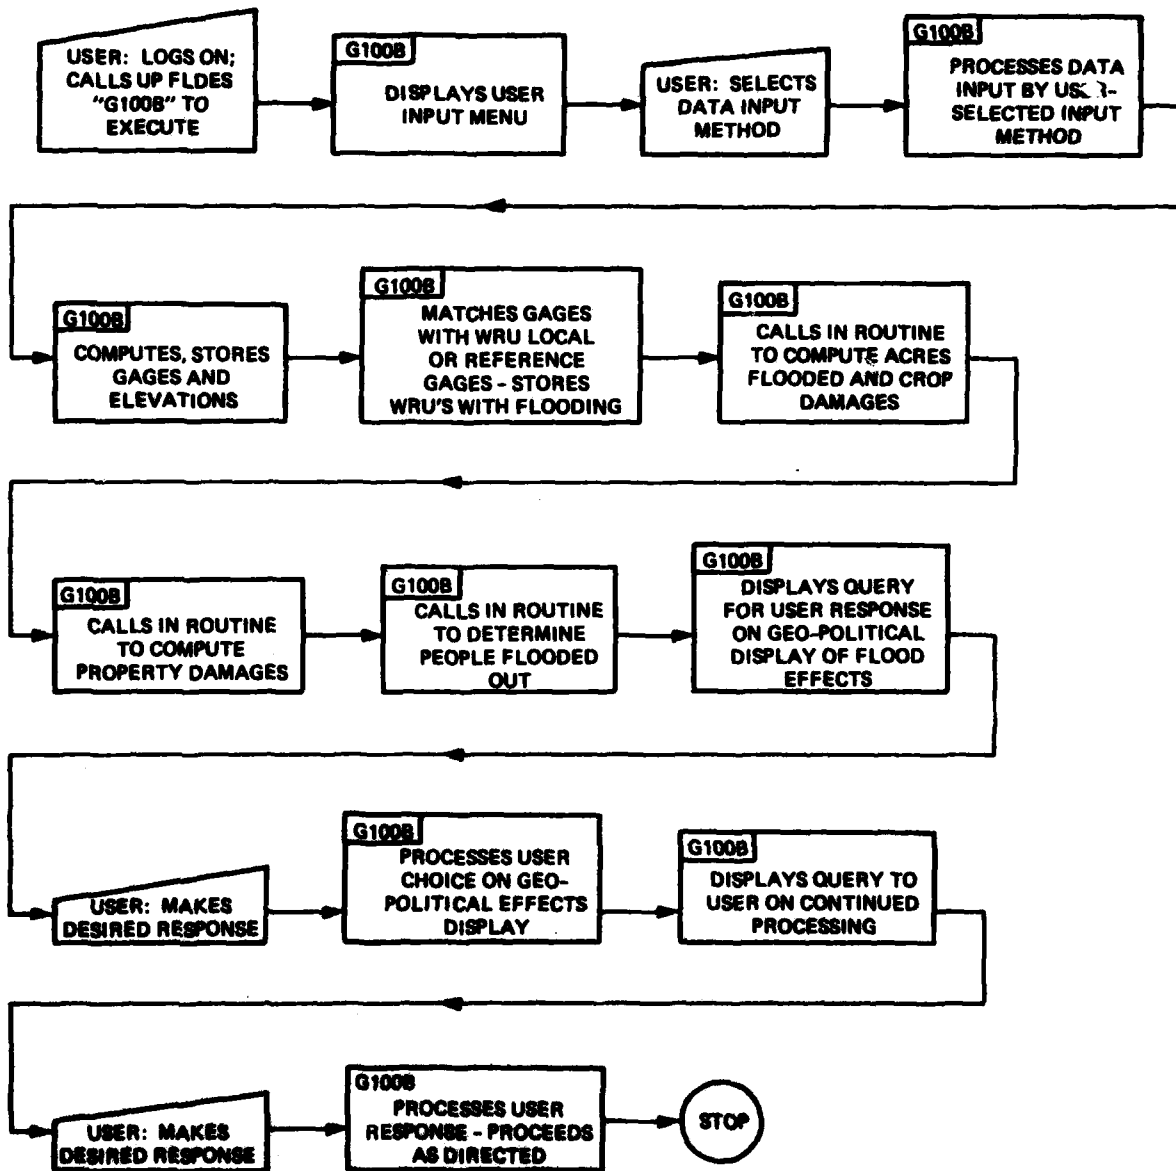 USER: LOGS ON;
CALLS UP FLDES
"G100B" TO
EXECUTE
G100B
DISPLAYS USER
INPUT MENU
USER: SELECTS
DATA INPUT
METHOD
G100B
PROCESSES DATA
INPUT BY USER-
SELECTED INPUT
METHOD
G100B
COMPUTES, STORES
GAGES AND
ELEVATIONS
G100B
MATCHES GAGES
WITH WRU LOCAL
OR REFERENCE
GAGES - STORES
WRU'S WITH FLOODING
G100B
CALLS IN ROUTINE
TO COMPUTE ACRES
FLOODED AND CROP
DAMAGES
G100B
CALLS IN ROUTINE
TO COMPUTE
PROPERTY DAMAGES
G100B
CALLS IN ROUTINE
TO DETERMINE
PEOPLE FLOODED
OUT
G100B
DISPLAYS QUERY
FOR USER RESPONSE
ON GEO-POLITICAL
DISPLAY OF FLOOD
EFFECTS
USER: MAKES
DESIRED RESPONSE
G100B
PROCESSES USER
CHOICE ON GEO-
POLITICAL EFFECTS
DISPLAY
G100B
DISPLAYS QUERY TO
USER ON CONTINUED
PROCESSING
USER: MAKES
DESIRED RESPONSE
G100B
PROCESSES USER
RESPONSE - PROCEEDS
AS DIRECTED
STOP